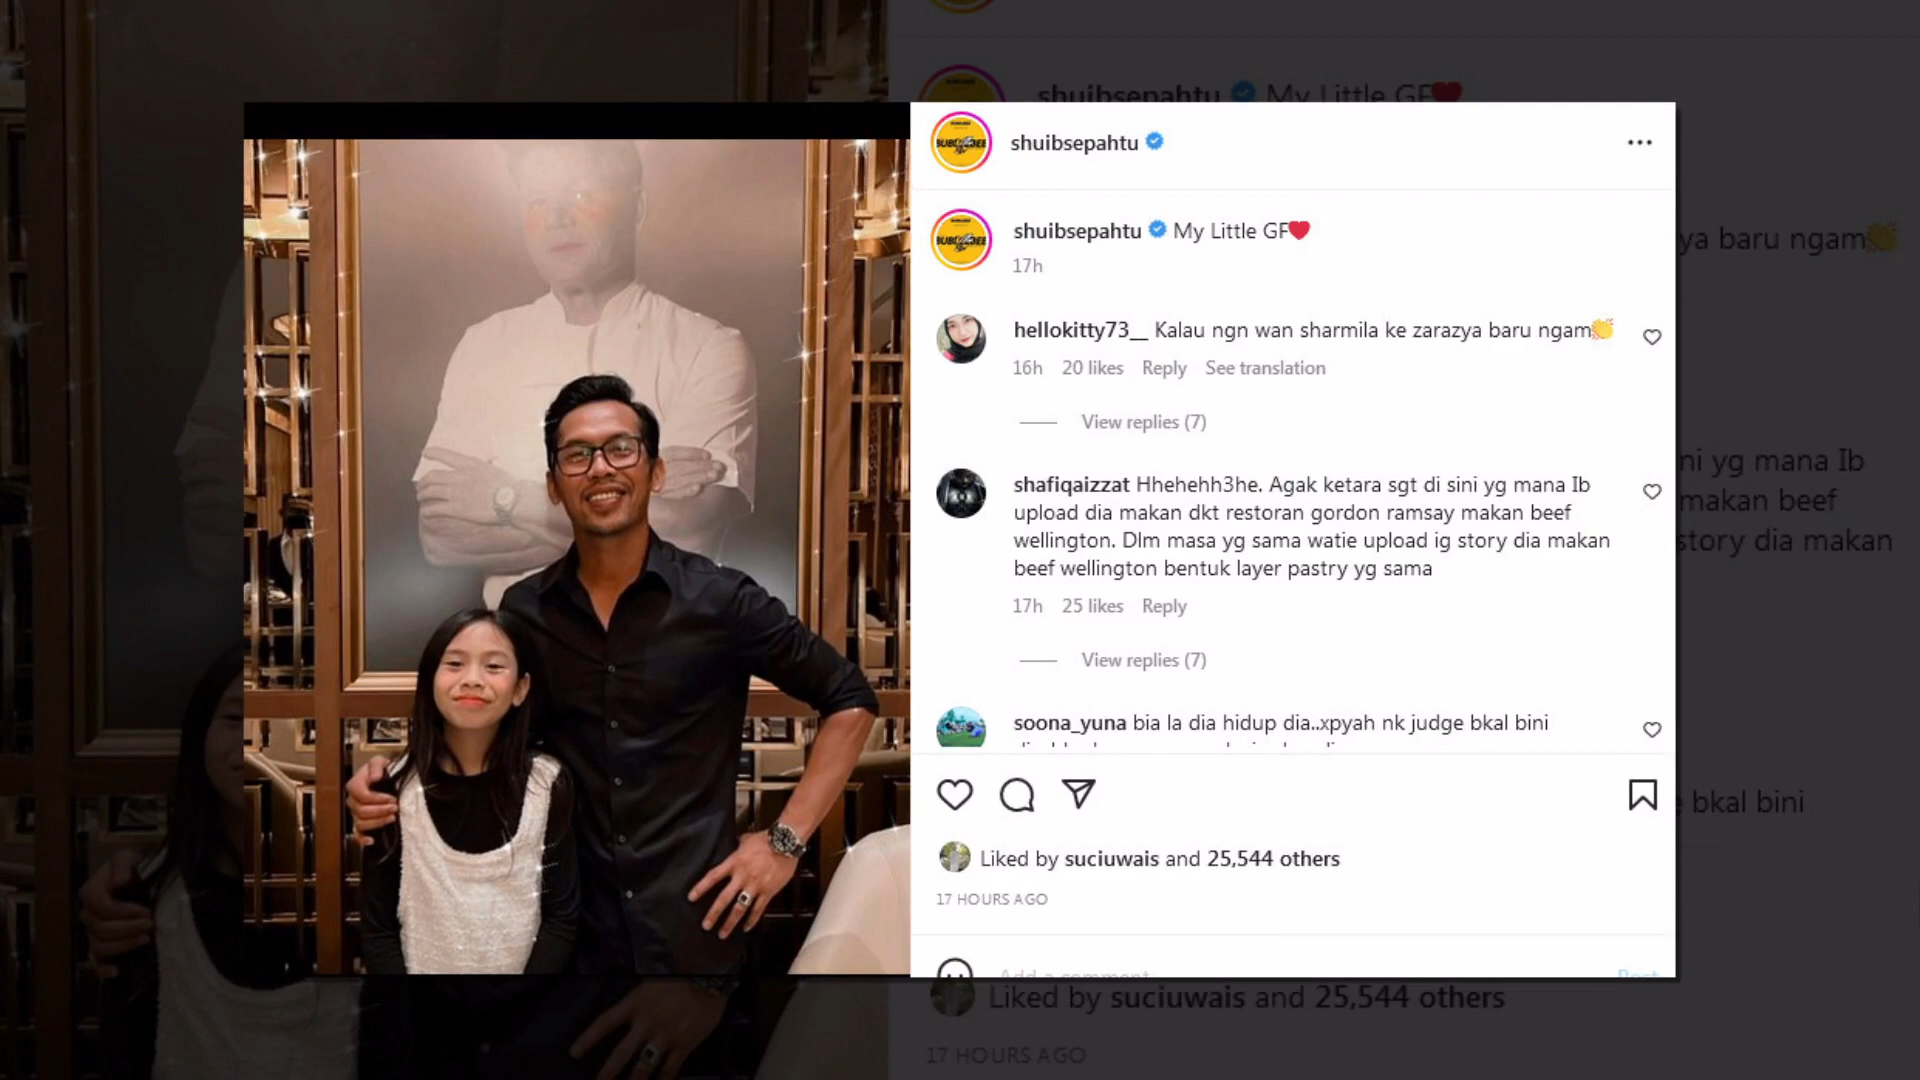 shuibsepahtu My Little GF❤️
shuibsepahtu
shuibsepahtu My Little GF❤️
17h
ya baru ngam👏
hellokitty73__ Kalau ngn wan sharmila ke zarazya baru ngam👏
16h 20 likes Reply See translation
View replies (7)
ni yg mana Ib
makan beef
story dia makan
shafiqaizzat Hhehehh3he. Agak ketara sgt di sini yg mana Ib
upload dia makan dkt restoran gordon ramsay makan beef
wellington. Dlm masa yg sama watie upload ig story dia makan
beef wellington bentuk layer pastry yg sama
17h 25 likes Reply
View replies (7)
soona_yuna bia la dia hidup dia..xpyah nk judge bkal bini
bkal bini
Liked by suciuwais and 25,544 others
17 HOURS AGO
Add a comment
Post
Liked by suciuwais and 25,544 others
17 HOURS AGO